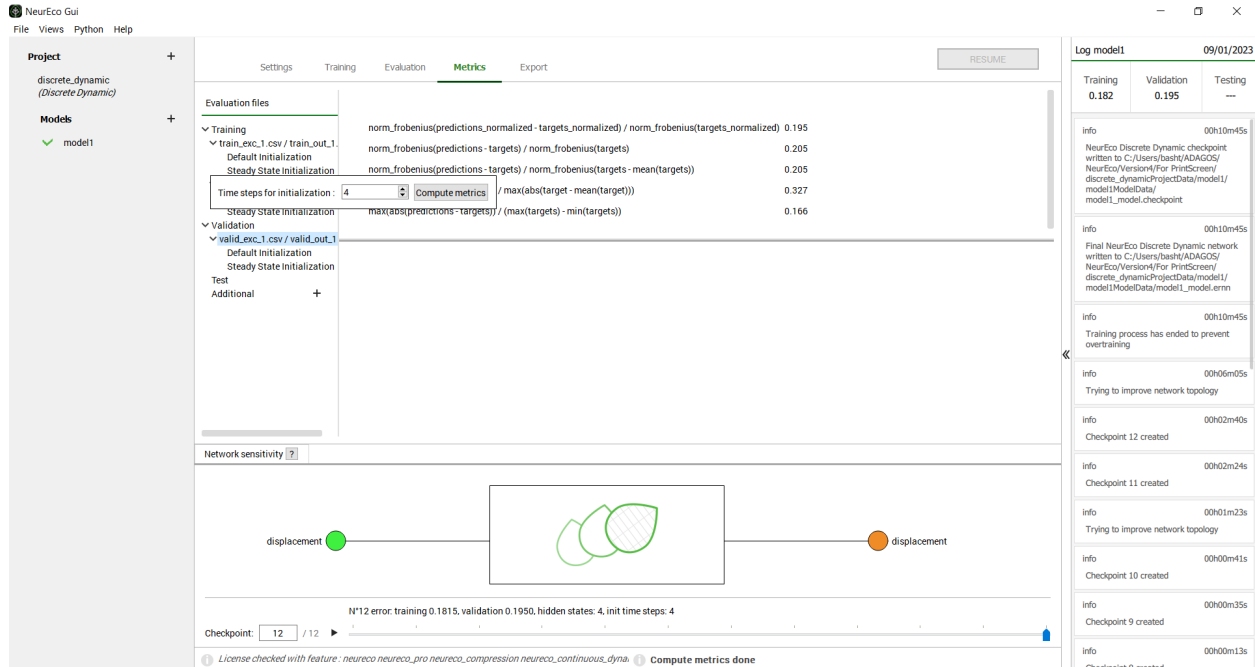 NeurEco Gui
File Views Python Help
Project +
discrete_dynamic
(Discrete Dynamic)
Models +
model1
Settings Training Evaluation Metrics Export
RESUME
Evaluation files
Training
train_exc_1.csv / train_out_1.
Default Initialization
Steady State Initialization
Time steps for initialization : 4 Compute metrics
Steady State Initialization
Validation
valid_exc_1.csv / valid_out_1
Default Initialization
Steady State Initialization
Test
Additional +
norm_frobenius(predictions_normalized - targets_normalized) / norm_frobenius(targets_normalized) 0.195
norm_frobenius(predictions - targets) / norm_frobenius(targets) 0.205
norm_frobenius(predictions - targets) / norm_frobenius(targets - mean(targets)) 0.205
/ max(abs(target - mean(target))) 0.327
max(abs(predictions - targets)) / (max(targets) - min(targets)) 0.166
Network sensitivity ?
displacement
displacement
N°12 error: training 0.1815, validation 0.1950, hidden states: 4, init time steps: 4
Checkpoint: 12 / 12
License checked with feature : neureco neureco_pro neureco_compression neureco_continuous_dyna
Compute metrics done
Log model1 09/01/2023
Training Validation Testing
0.182 0.195 ---
«
info 00h10m45s
NeurEco Discrete Dynamic checkpoint
written to C:/Users/basht/ADAGOS/
NeurEco/Version4/For PrintScreen/
discrete_dynamicProjectData/model1/
model1ModelData/
model1_model.checkpoint
info 00h10m45s
Final NeurEco Discrete Dynamic network
written to C:/Users/basht/ADAGOS/
NeurEco/Version4/For PrintScreen/
discrete_dynamicProjectData/model1/
model1ModelData/model1_model.ernn
info 00h10m45s
Training process has ended to prevent
overtraining
info 00h06m05s
Trying to improve network topology
info 00h02m40s
Checkpoint 12 created
info 00h02m24s
Checkpoint 11 created
info 00h01m23s
Trying to improve network topology
info 00h00m41s
Checkpoint 10 created
info 00h00m35s
Checkpoint 9 created
info 00h00m13s
Checkpoint 8 created